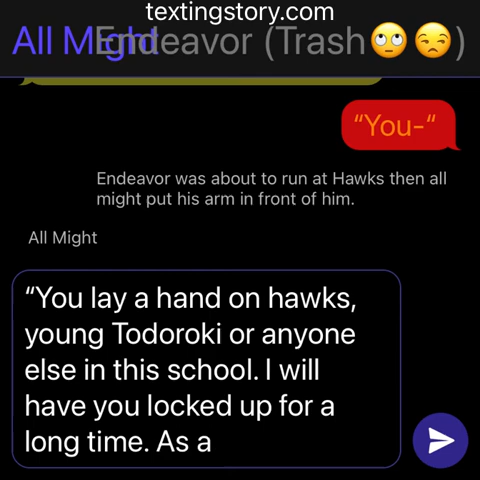 textingstory.com
All Might
Endeavor (Trash🙄😒)
“You-“
Endeavor was about to run at Hawks then all
might put his arm in front of him.
All Might
“You lay a hand on hawks,
young Todoroki or anyone
else in this school. I will
have you locked up for a
long time. As a